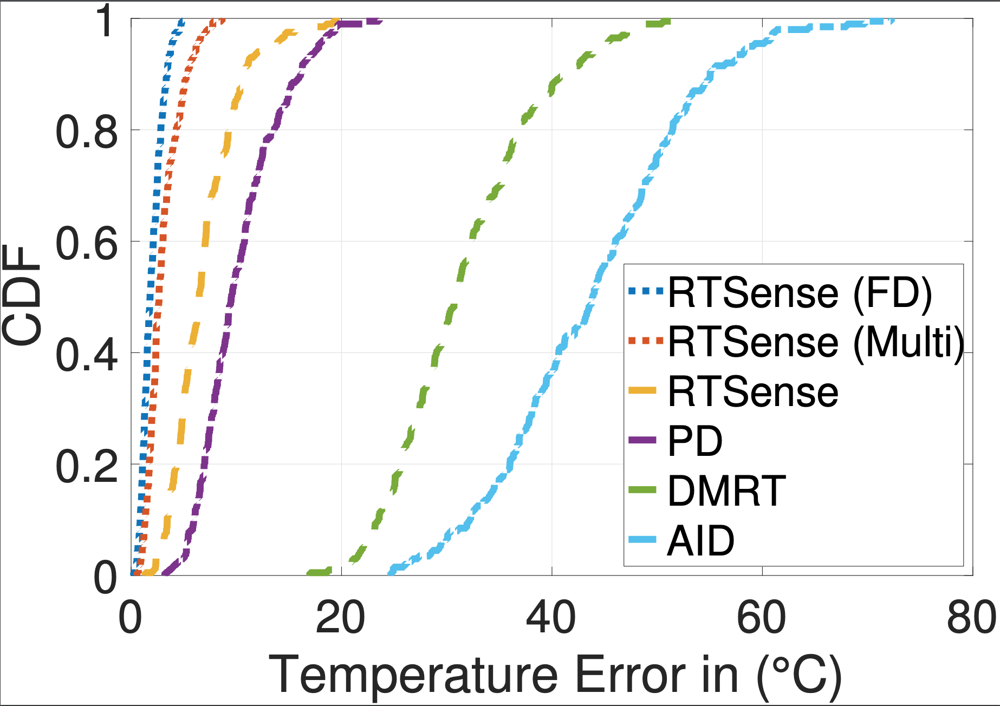 1
0.8
0.6
0.4
0.2
0
CDF
0 20 40 60 80
Temperature Error in (°C)
RTSense (FD)
RTSense (Multi)
RTSense
PD
DMRT
AID